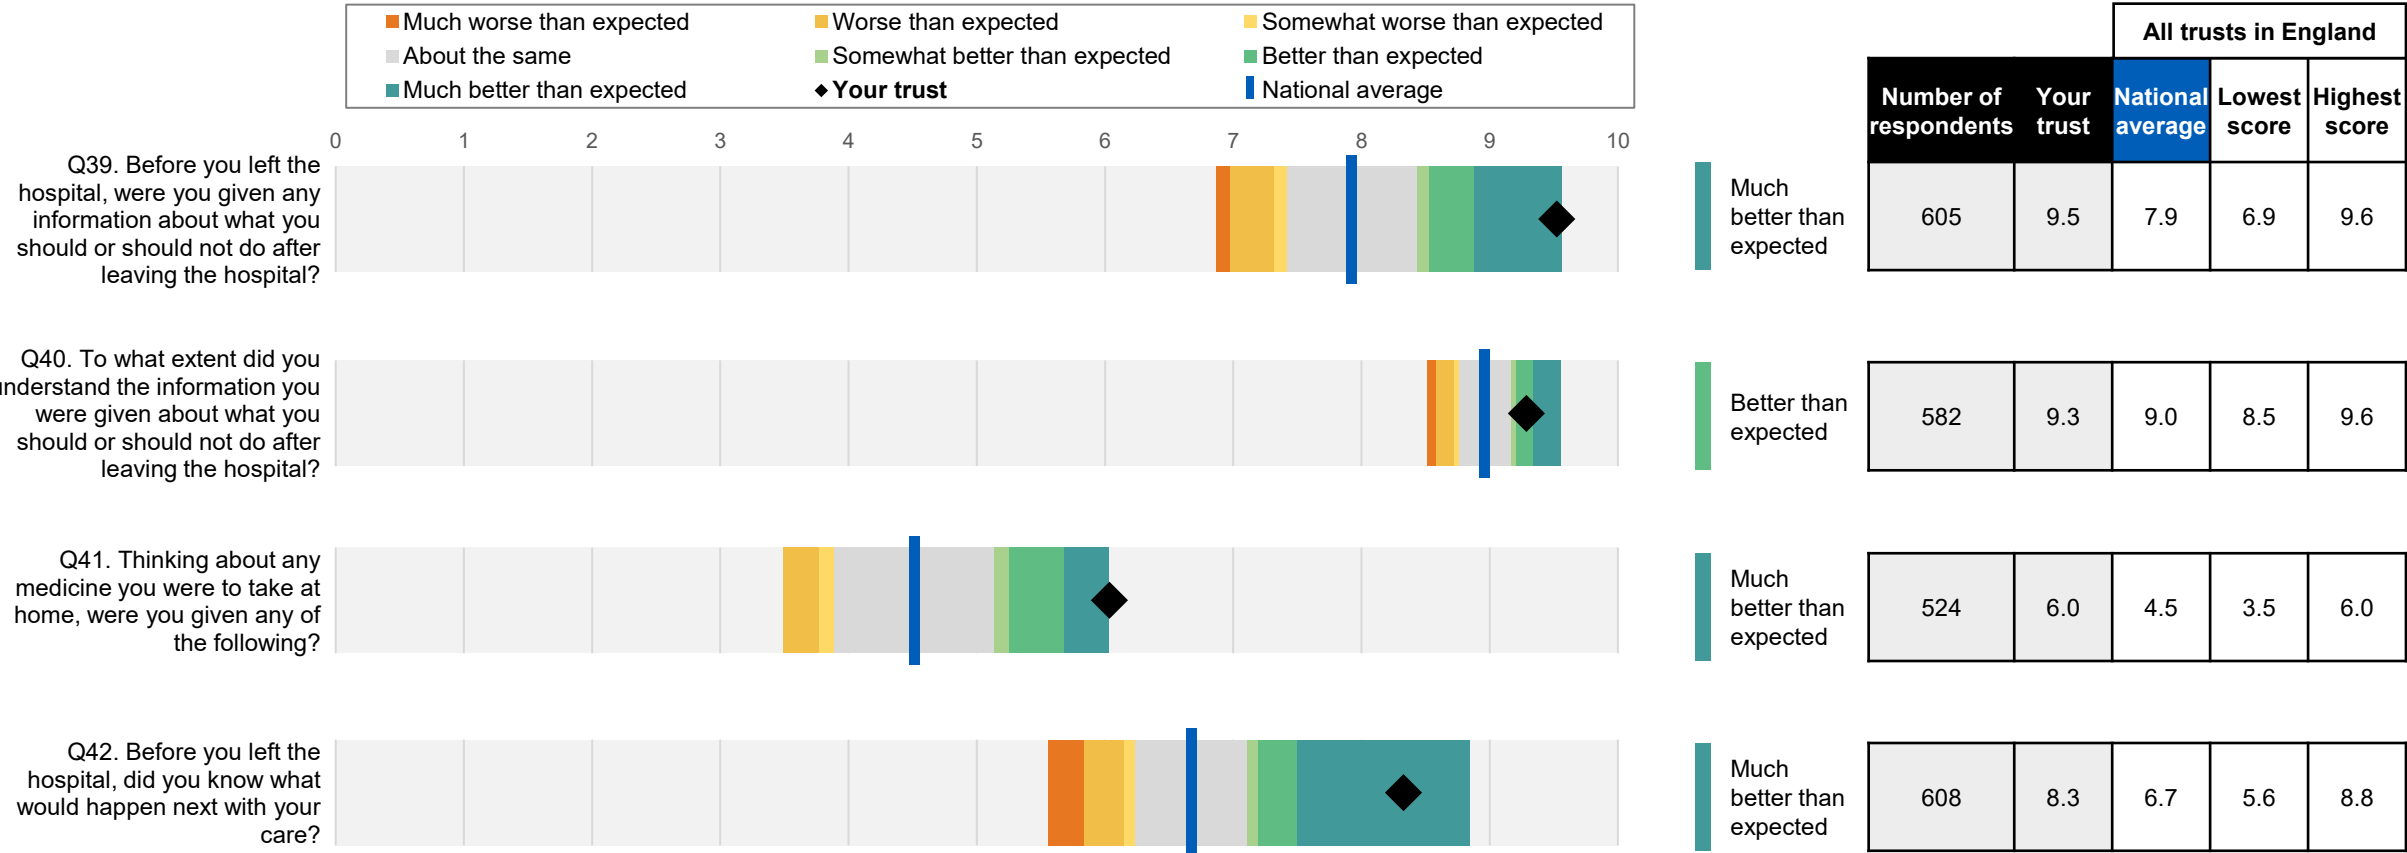 Much worse than expected
Worse than expected
Somewhat worse than expected
About the same
Somewhat better than expected
Better than expected
Much better than expected
Your trust
National average
All trusts in England
Number of respondents
Your trust
National average
Lowest score
Highest score
0 1 2 3 4 5 6 7 8 9 10
Q39. Before you left the
hospital, were you given any
information about what you
should or should not do after
leaving the hospital?
Much
better than
expected
605 9.5 7.9 6.9 9.6
Q40. To what extent did you
understand the information you
were given about what you
should or should not do after
leaving the hospital?
Better than
expected
582 9.3 9.0 8.5 9.6
Q41. Thinking about any
medicine you were to take at
home, were you given any of
the following?
Much
better than
expected
524 6.0 4.5 3.5 6.0
Q42. Before you left the
hospital, did you know what
would happen next with your
care?
Much
better than
expected
608 8.3 6.7 5.6 8.8